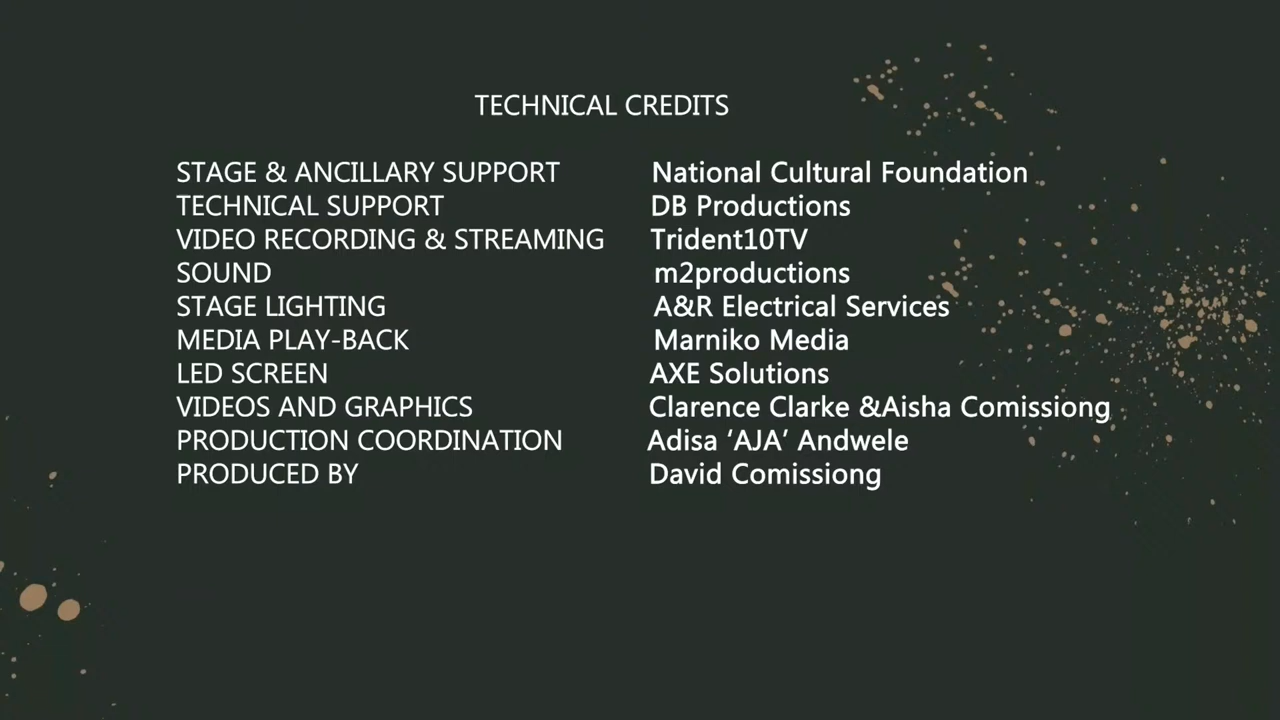 TECHNICAL CREDITS
STAGE & ANCILLARY SUPPORT National Cultural Foundation
TECHNICAL SUPPORT DB Productions
VIDEO RECORDING & STREAMING Trident10TV
SOUND m2productions
STAGE LIGHTING A&R Electrical Services
MEDIA PLAY-BACK Marniko Media
LED SCREEN AXE Solutions
VIDEOS AND GRAPHICS Clarence Clarke &Aisha Comissiong
PRODUCTION COORDINATION Adisa ‘AJA’ Andwele
PRODUCED BY David Comissiong